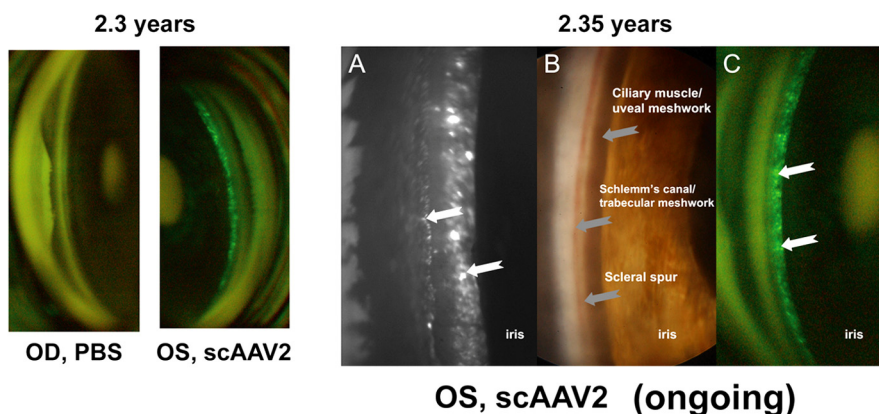 2.3 years
2.35 years
A
B
C
Ciliary muscle/
uveal meshwork
Schlemm's canal/
trabecular meshwork
Scleral spur
iris
iris
iris
OD, PBS
OS, scAAV2
OS, scAAV2 (ongoing)